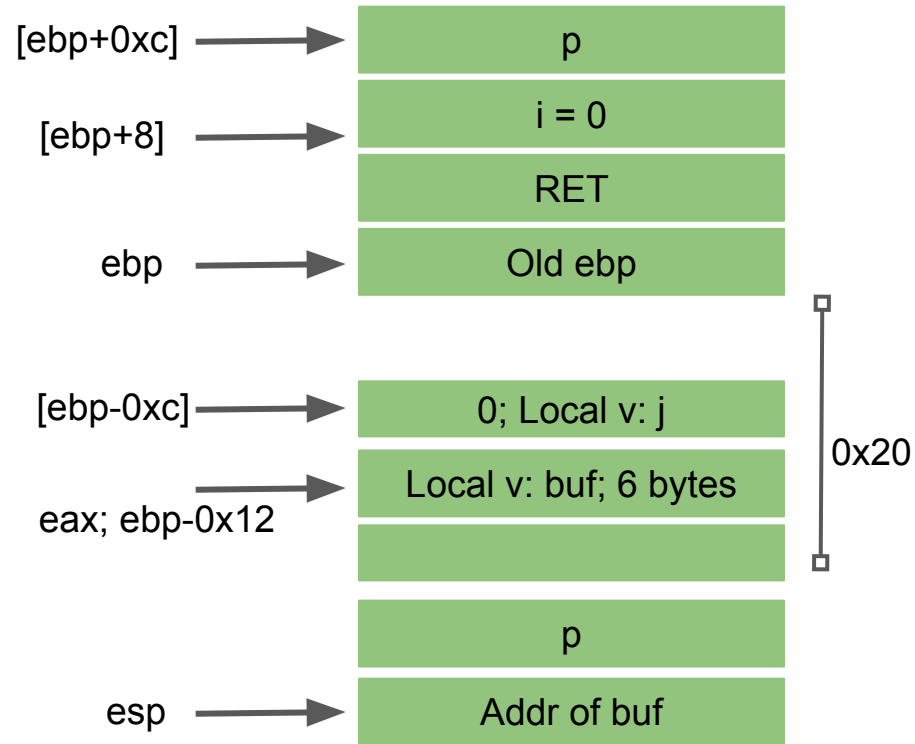 [ebp+0xc]
p
i = 0
[ebp+8]
RET
ebp
Old ebp
[ebp-0xc]
0; Local v: j
0x20
Local v: buf; 6 bytes
eax; ebp-0x12
p
esp
Addr of buf